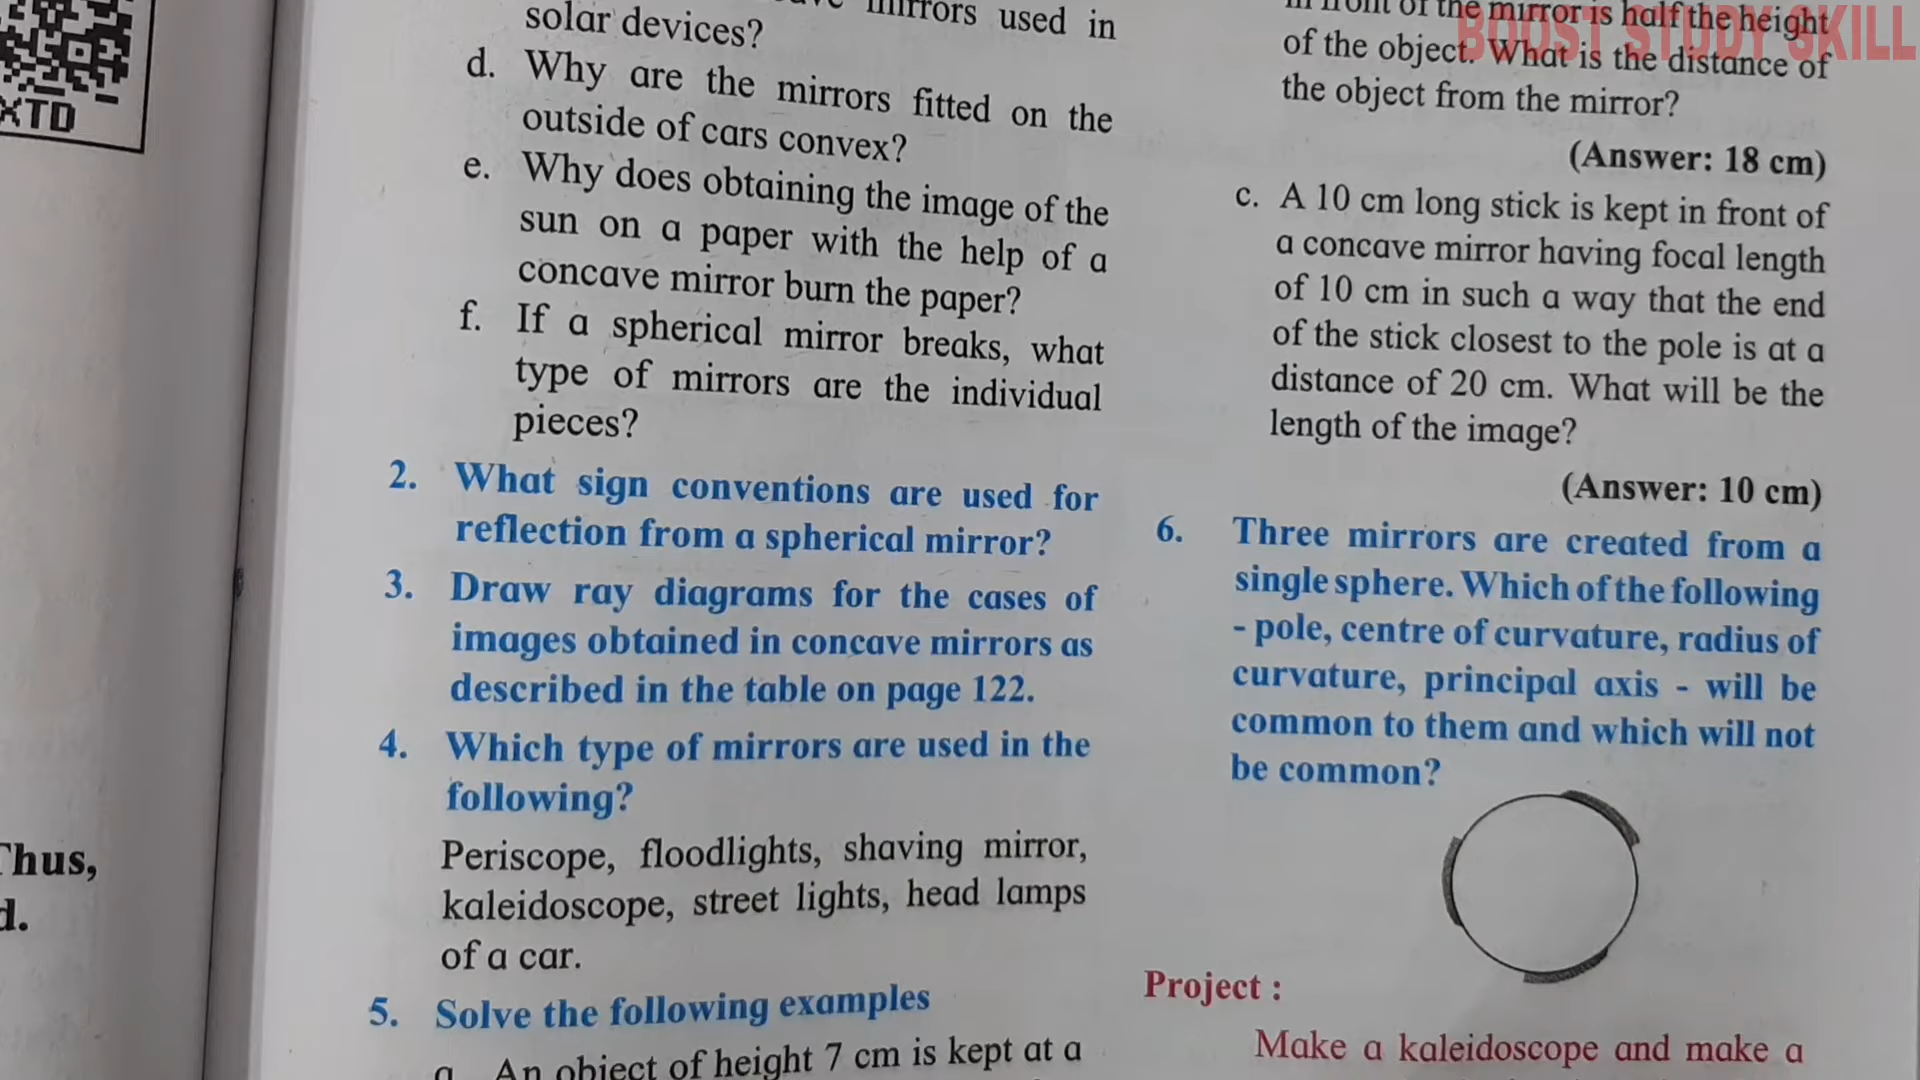 XTD
Thus,
d.
mirrors used in
solar devices?
d. Why are the mirrors fitted on the
outside of cars convex?
e. Why does obtaining the image of the
sun on a paper with the help of a
concave mirror burn the paper?
f. If a spherical mirror breaks, what
type of mirrors are the individual
pieces?
2. What sign conventions are used for
reflection from a spherical mirror?
3. Draw ray diagrams for the cases of
images obtained in concave mirrors as
described in the table on page 122.
4. Which type of mirrors are used in the
following?
Periscope, floodlights, shaving mirror,
kaleidoscope, street lights, head lamps
of a car.
5. Solve the following examples
a. An object of height 7 cm is kept at a
in front of the mirror is half the height
of the object. What is the distance of
the object from the mirror?
(Answer: 18 cm)
c. A 10 cm long stick is kept in front of
a concave mirror having focal length
of 10 cm in such a way that the end
of the stick closest to the pole is at a
distance of 20 cm. What will be the
length of the image?
(Answer: 10 cm)
6. Three mirrors are created from a
single sphere. Which of the following
- pole, centre of curvature, radius of
curvature, principal axis - will be
common to them and which will not
be common?
Project :
Make a kaleidoscope and make a
BOOST STUDY SKILL